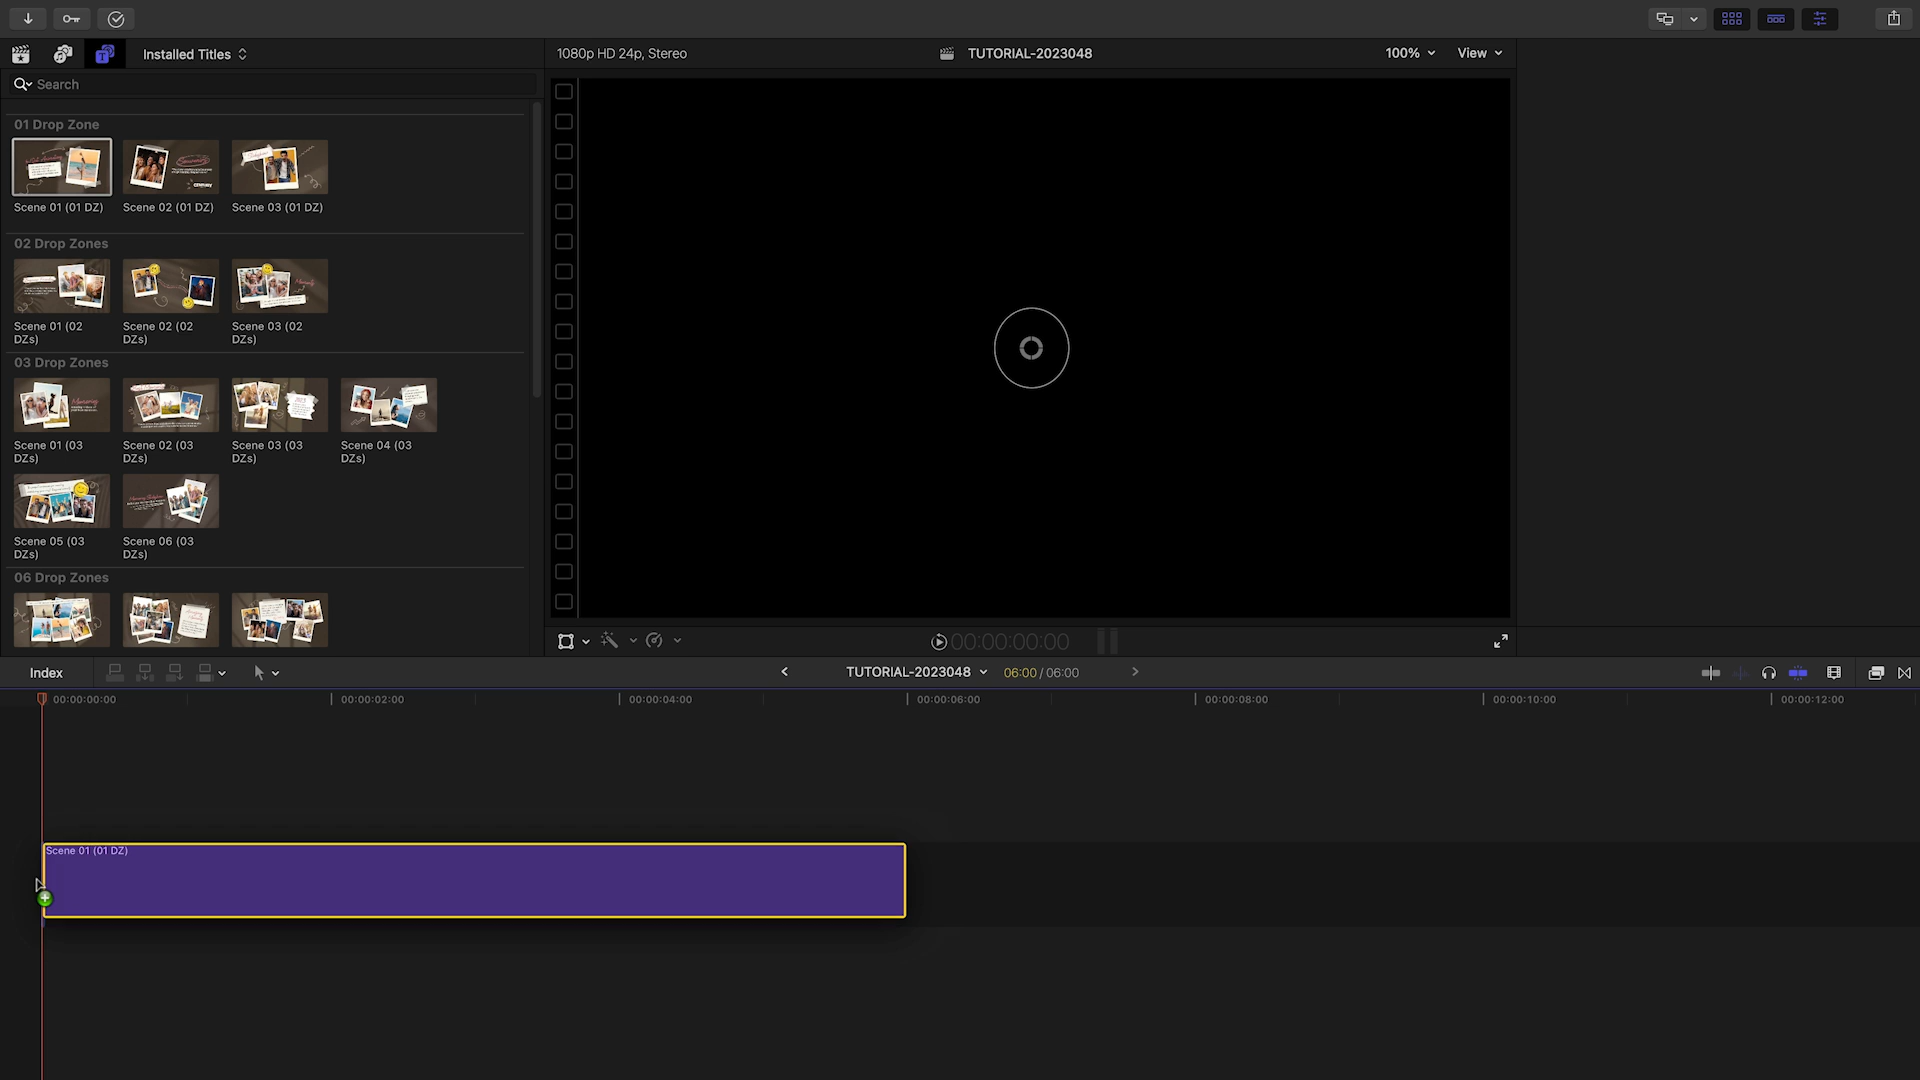 Installed Titles
1080p HD 24p, Stereo
TUTORIAL-2023048
100%
View
Search
01 Drop Zone
Scene 01 (01 DZ)
Scene 02 (01 DZ)
Scene 03 (01 DZ)
02 Drop Zones
Scene 01 (02
DZs)
Scene 02 (02
DZs)
Scene 03 (02
DZs)
03 Drop Zones
Scene 01 (03
DZs)
Scene 02 (03
DZs)
Scene 03 (03
DZs)
Scene 04 (03
DZs)
Scene 05 (03
DZs)
Scene 06 (03
DZs)
06 Drop Zones
00:00:00:00
Index
TUTORIAL-2023048
06:00 / 06:00
00:00:00:00
00:00:02:00
00:00:04:00
00:00:06:00
00:00:08:00
00:00:10:00
00:00:12:00
Scene 01 (01 DZ)